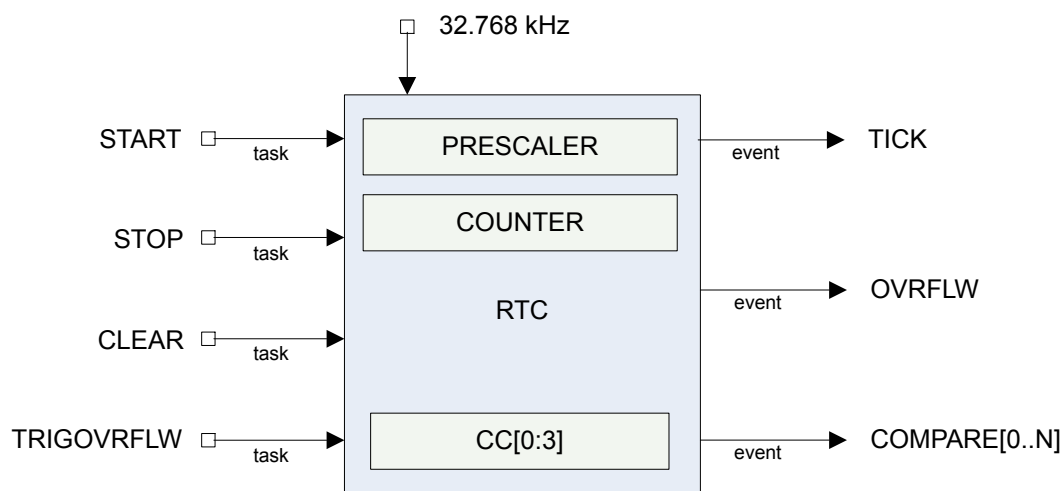 32.768 kHz
START
task
PRESCALER
event
TICK
STOP
task
COUNTER
event
OVRFLW
RTC
CLEAR
task
TRIGOVRFLW
task
CC[0:3]
event
COMPARE[0..N]